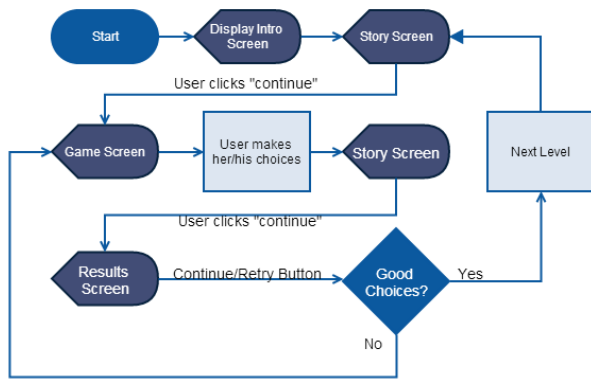 Start
Display Intro
Screen
Story Screen
User clicks "continue"
Game Screen
User makes
her/his choices
Story Screen
Next Level
User clicks "continue"
Results
Screen
Continue/Retry Button
Good
Choices?
Yes
No